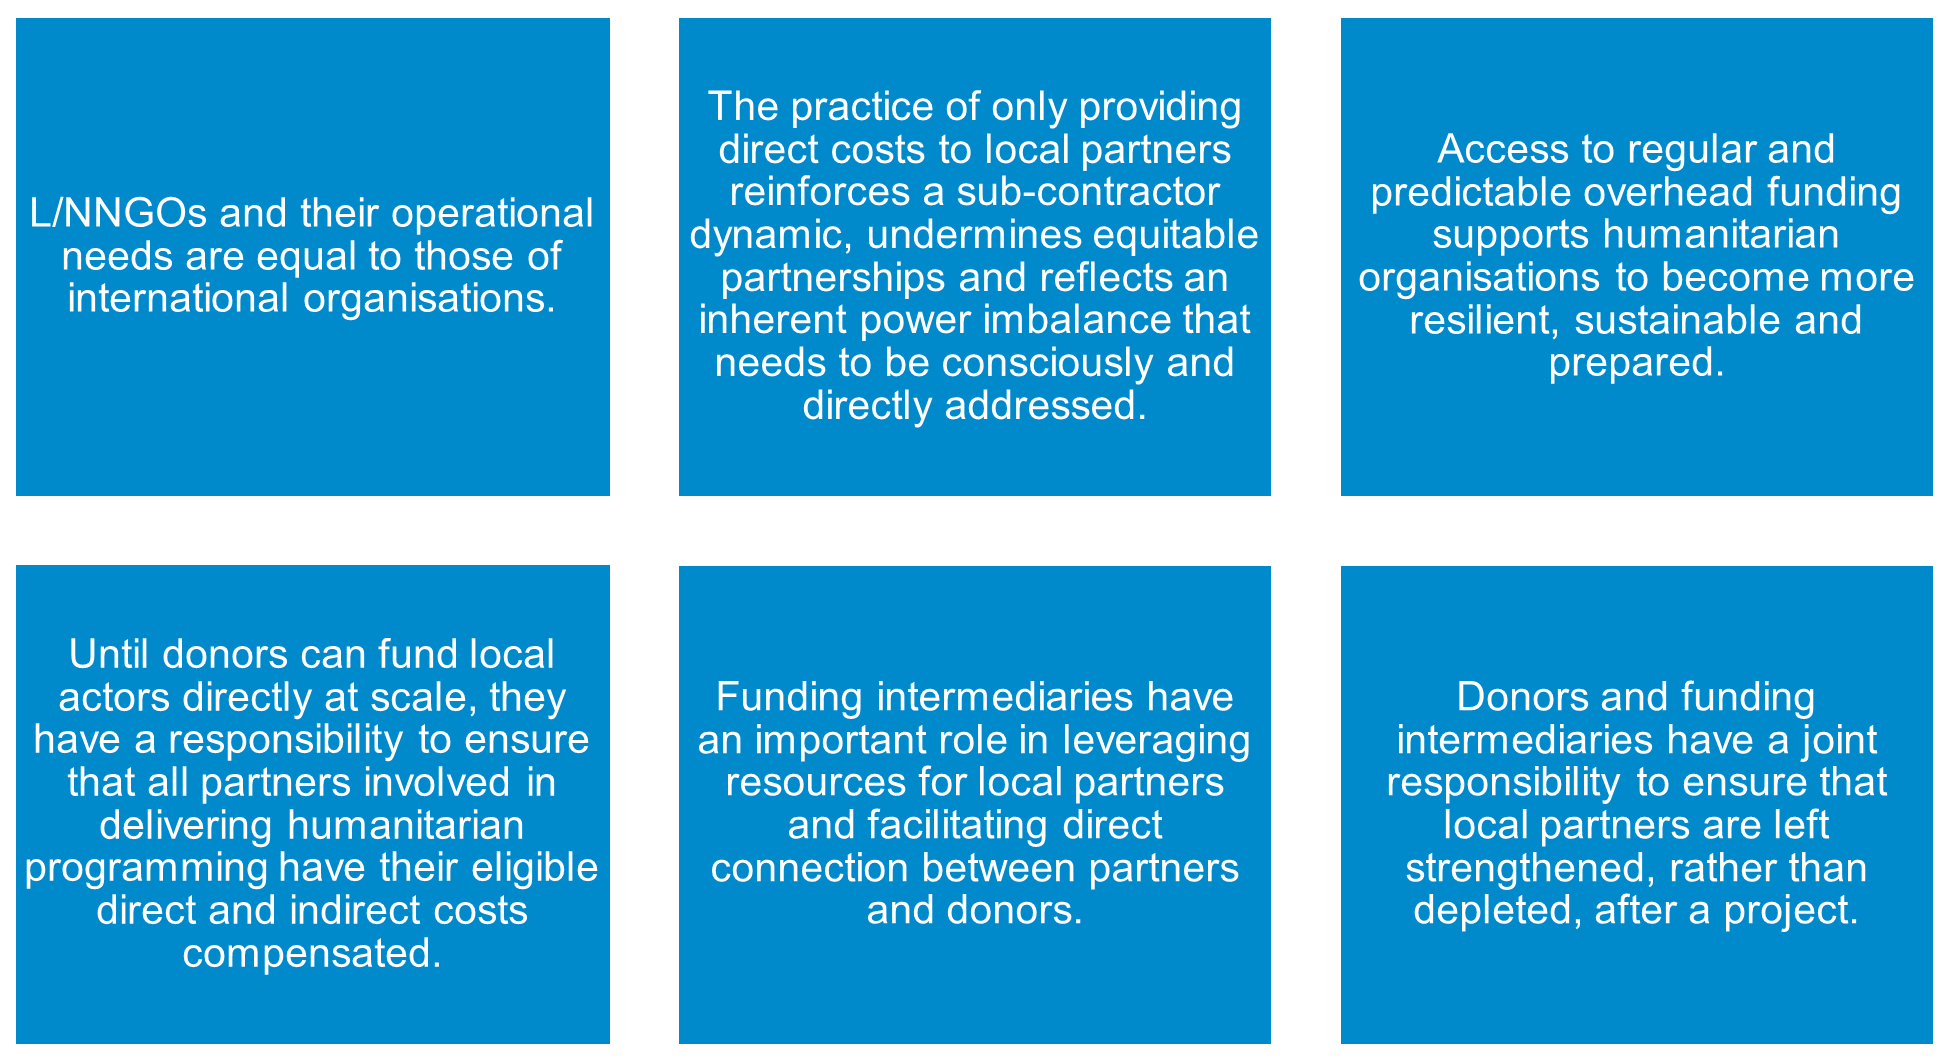 L/NNGOs and their operational
needs are equal to those of
international organisations.
The practice of only providing
direct costs to local partners
reinforces a sub-contractor
dynamic, undermines equitable
partnerships and reflects an
inherent power imbalance that
needs to be consciously and
directly addressed.
Access to regular and
predictable overhead funding
supports humanitarian
organisations to become more
resilient, sustainable and
prepared.
Until donors can fund local
actors directly at scale, they
have a responsibility to ensure
that all partners involved in
delivering humanitarian
programming have their eligible
direct and indirect costs
compensated.
Funding intermediaries have
an important role in leveraging
resources for local partners
and facilitating direct
connection between partners
and donors.
Donors and funding
intermediaries have a joint
responsibility to ensure that
local partners are left
strengthened, rather than
depleted, after a project.